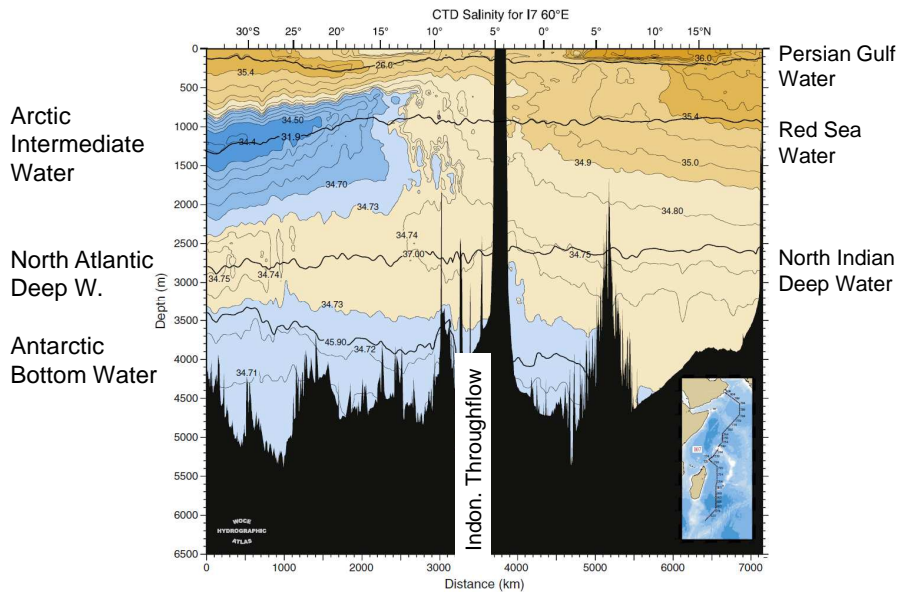 CTD Salinity for I7 60°E
30°S 25° 20° 15° 10° 5° 0° 5° 10° 15°N
Arctic
Intermediate
Water
North Atlantic
Deep W.
Antarctic
Bottom Water
Persian Gulf
Water
Red Sea
Water
North Indian
Deep Water
Depth (m)
0
500
1000
1500
2000
2500
3000
3500
4000
4500
5000
5500
6000
6500
35.4
26.0
36.0
34.50
34.4
31.9
35.4
34.9
35.0
34.70
34.73
34.80
34.74
37.00
34.75
34.75
34.74
34.73
45.90
34.72
34.71
Indon. Throughflow
WOCE
HYDROGRAPHIC
ATLAS
0 1000 2000 3000 4000 5000 6000 7000
Distance (km)